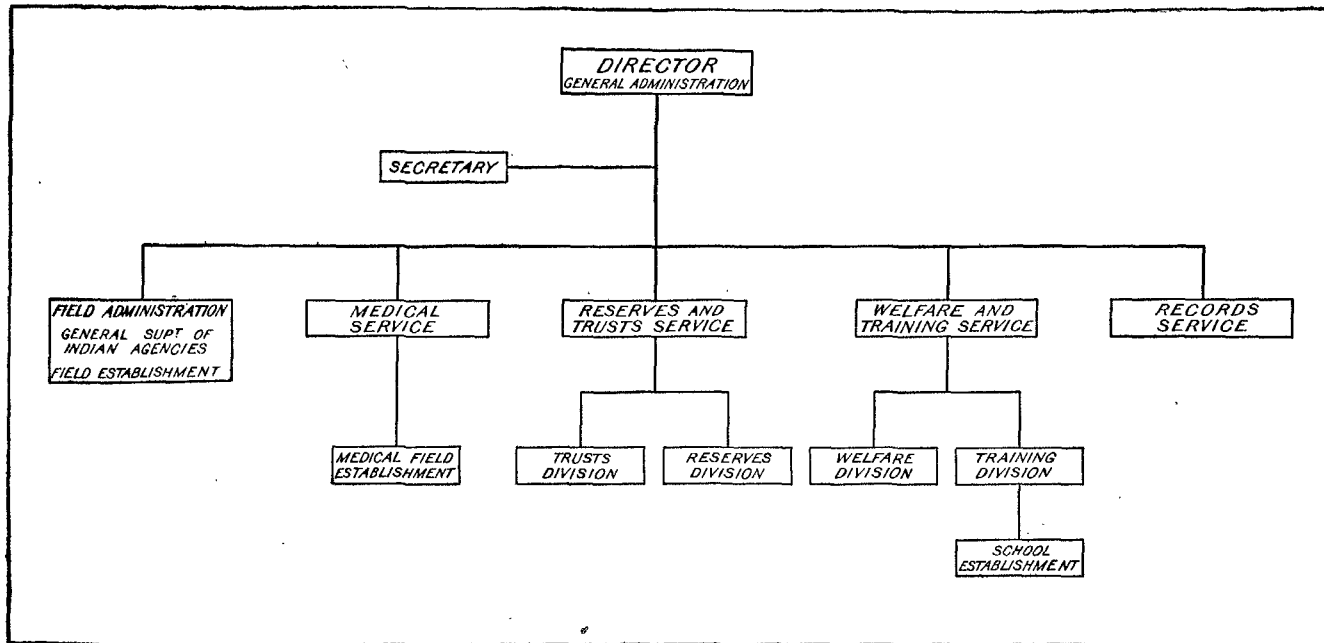 DIRECTOR
GENERAL ADMINISTRATION
SECRETARY
FIELD ADMINISTRATION
GENERAL SUPT OF
INDIAN AGENCIES
FIELD ESTABLISHMENT
MEDICAL
SERVICE
RESERVES AND
TRUSTS SERVICE
WELFARE AND
TRAINING SERVICE
RECORDS
SERVICE
MEDICAL FIELD
ESTABLISHMENT
TRUSTS
DIVISION
RESERVES
DIVISION
WELFARE
DIVISION
TRAINING
DIVISION
SCHOOL
ESTABLISHMENT